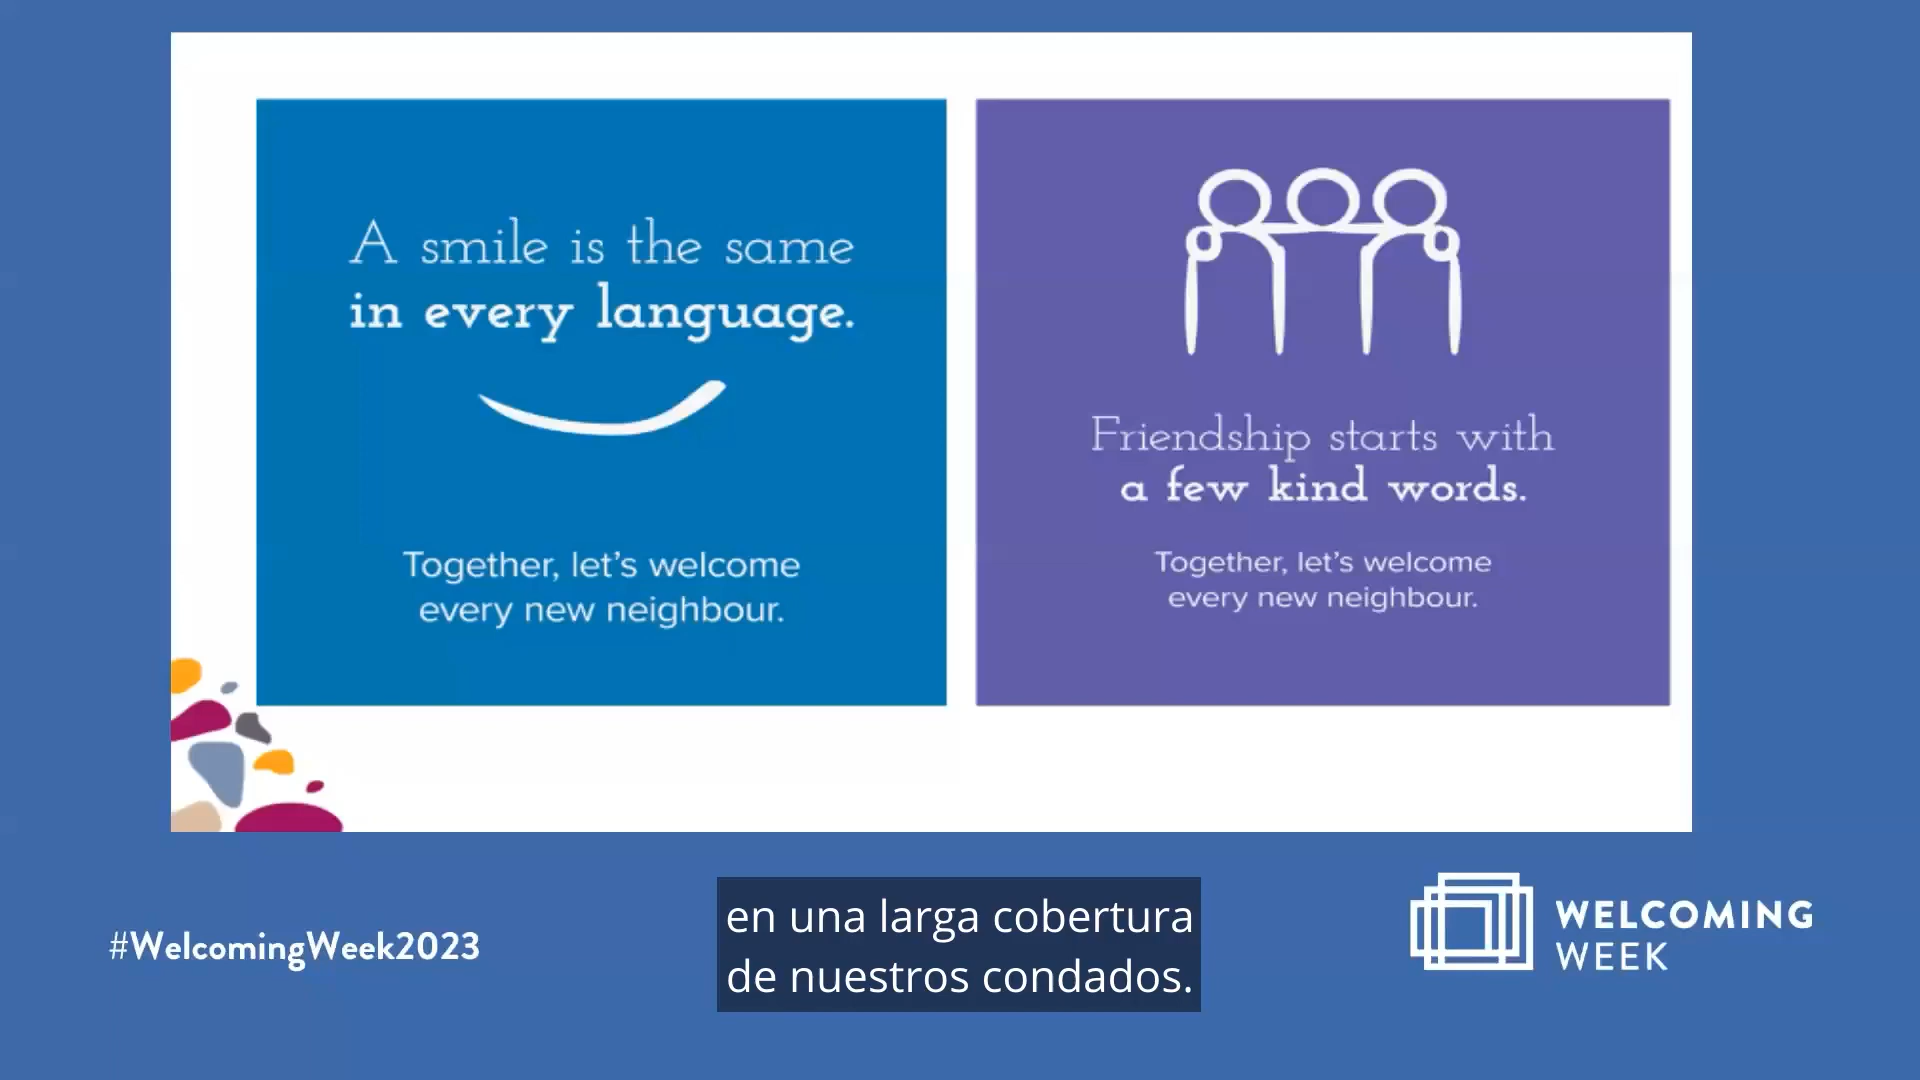 A smile is the same
in every language.
Together, let's welcome
every new neighbour.
Friendship starts with
a few kind words.
Together, let's welcome
every new neighbour.
#WelcomingWeek2023
en una larga cobertura
de nuestros condados.
WELCOMING
WEEK